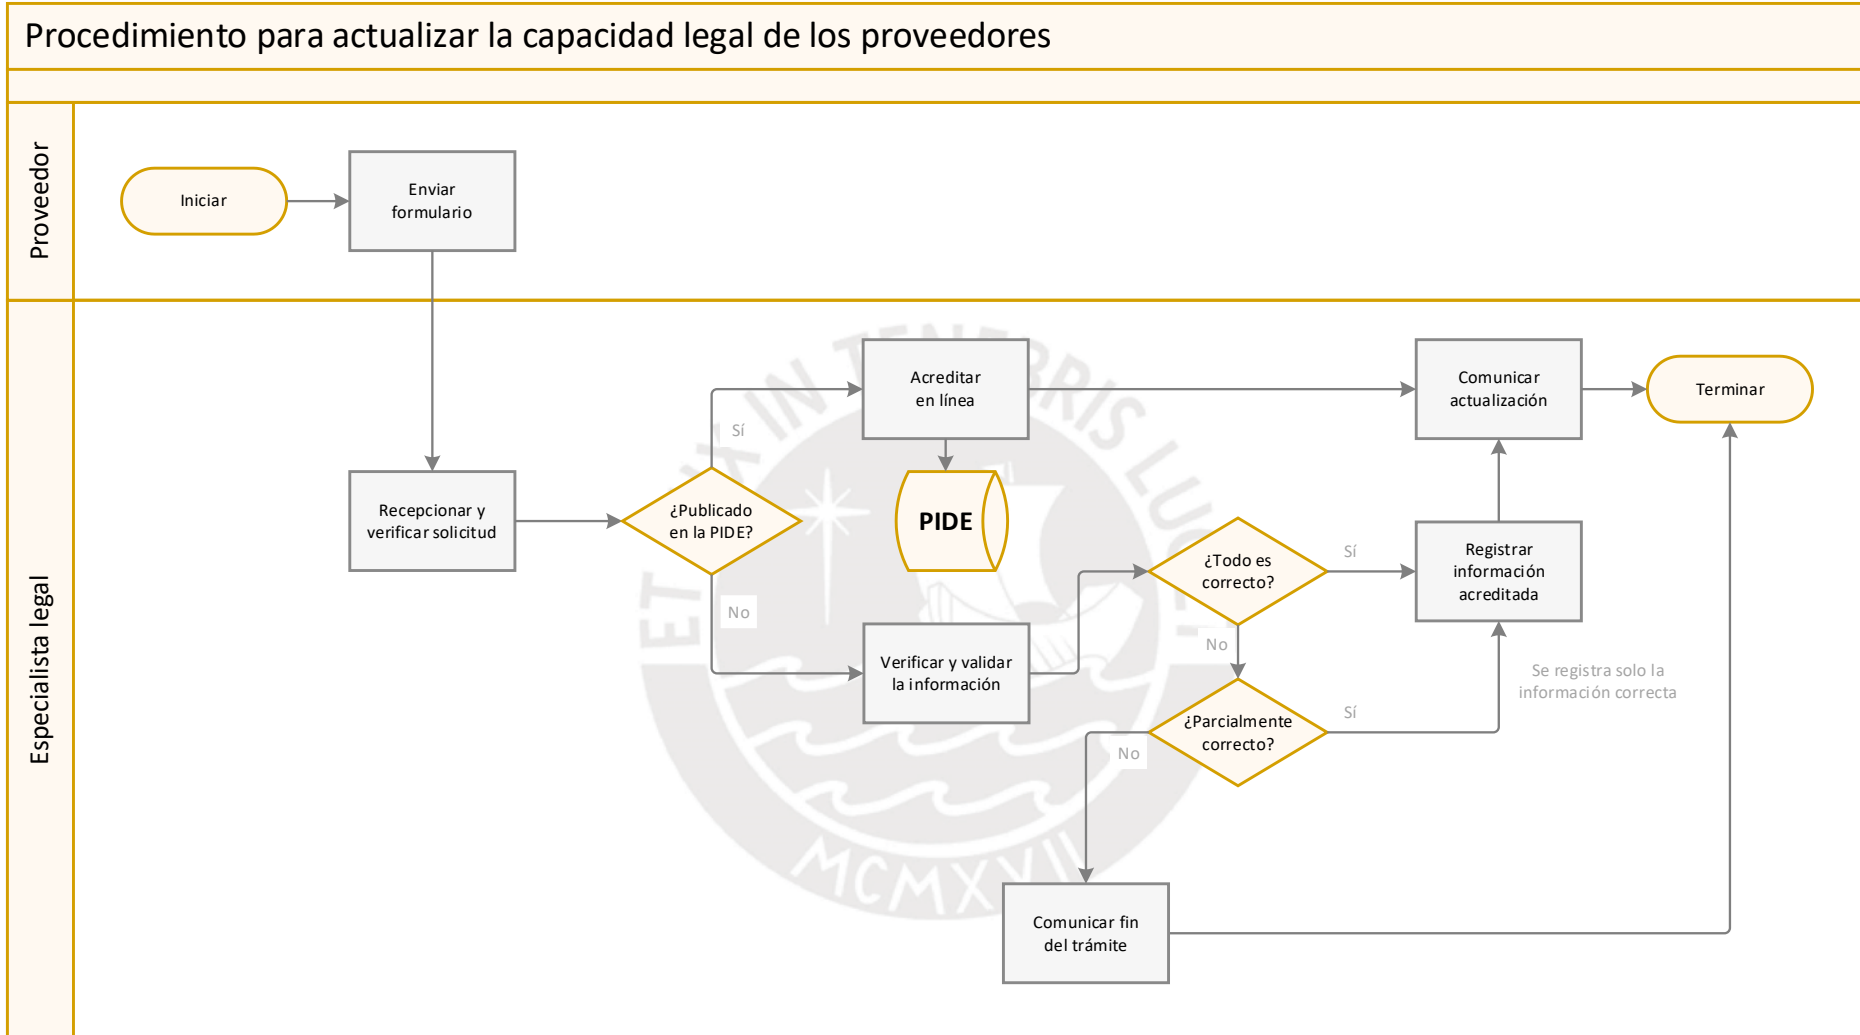 Procedimiento para actualizar la capacidad legal de los proveedores
Proveedor
Iniciar
Enviar
formulario
Especialista legal
Recepcionar y
verificar solicitud
¿Publicado
en la PIDE?
Sí
No
Acreditar
en línea
PIDE
Verificar y validar
la información
¿Todo es
correcto?
Sí
No
¿Parcialmente
correcto?
Sí
No
Registrar
información
acreditada
Se registra solo la
información correcta
Comunicar
actualización
Terminar
Comunicar fin
del trámite
MCMXVII